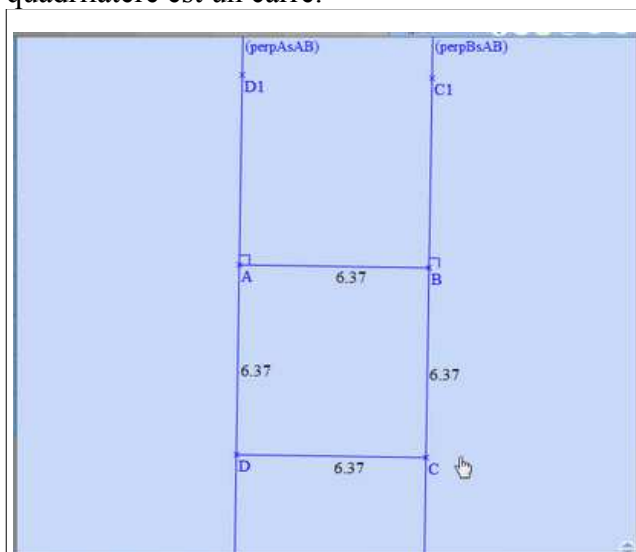 quadrilatère est un carré.
(perpAsAB) (perpBsAB)
D1 C1
A 6.37 B
6.37 6.37
D 6.37 C